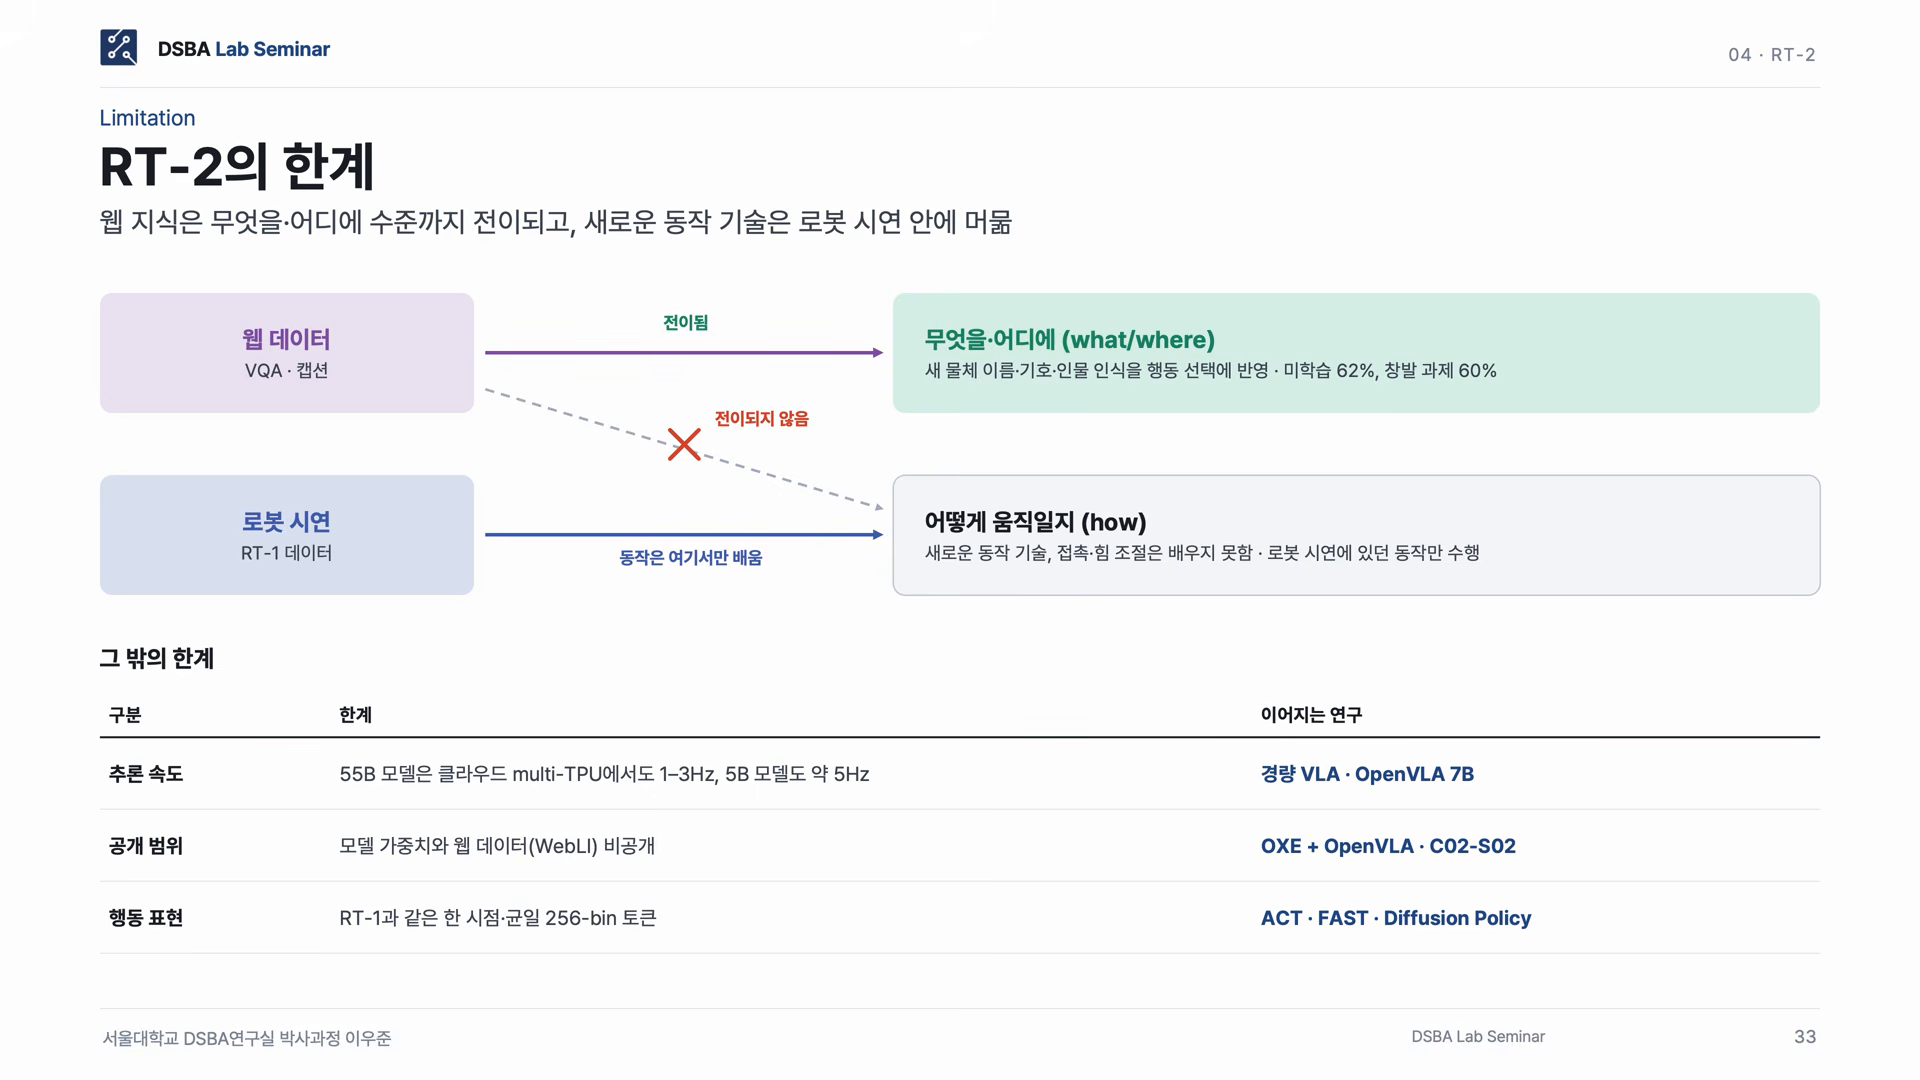 DSBA Lab Seminar
04 · RT-2
Limitation
RT-2의 한계
웹 지식은 무엇을·어디에 수준까지 전이되고, 새로운 동작 기술은 로봇 시연 안에 머묾
웹 데이터
VQA · 캡션
전이됨
무엇을·어디에 (what/where)
새 물체 이름·기호·인물 인식을 행동 선택에 반영 · 미학습 62%, 창발 과제 60%
전이되지 않음
로봇 시연
RT-1 데이터
동작은 여기서만 배움
어떻게 움직일지 (how)
새로운 동작 기술, 접촉·힘 조절은 배우지 못함 · 로봇 시연에 있던 동작만 수행
그 밖의 한계
구분 한계 이어지는 연구
추론 속도 55B 모델은 클라우드 multi-TPU에서도 1–3Hz, 5B 모델도 약 5Hz 경량 VLA · OpenVLA 7B
공개 범위 모델 가중치와 웹 데이터(WebLI) 비공개 OXE + OpenVLA · C02-S02
행동 표현 RT-1과 같은 한 시점·균일 256-bin 토큰 ACT · FAST · Diffusion Policy
서울대학교 DSBA연구실 박사과정 이우준
DSBA Lab Seminar
33